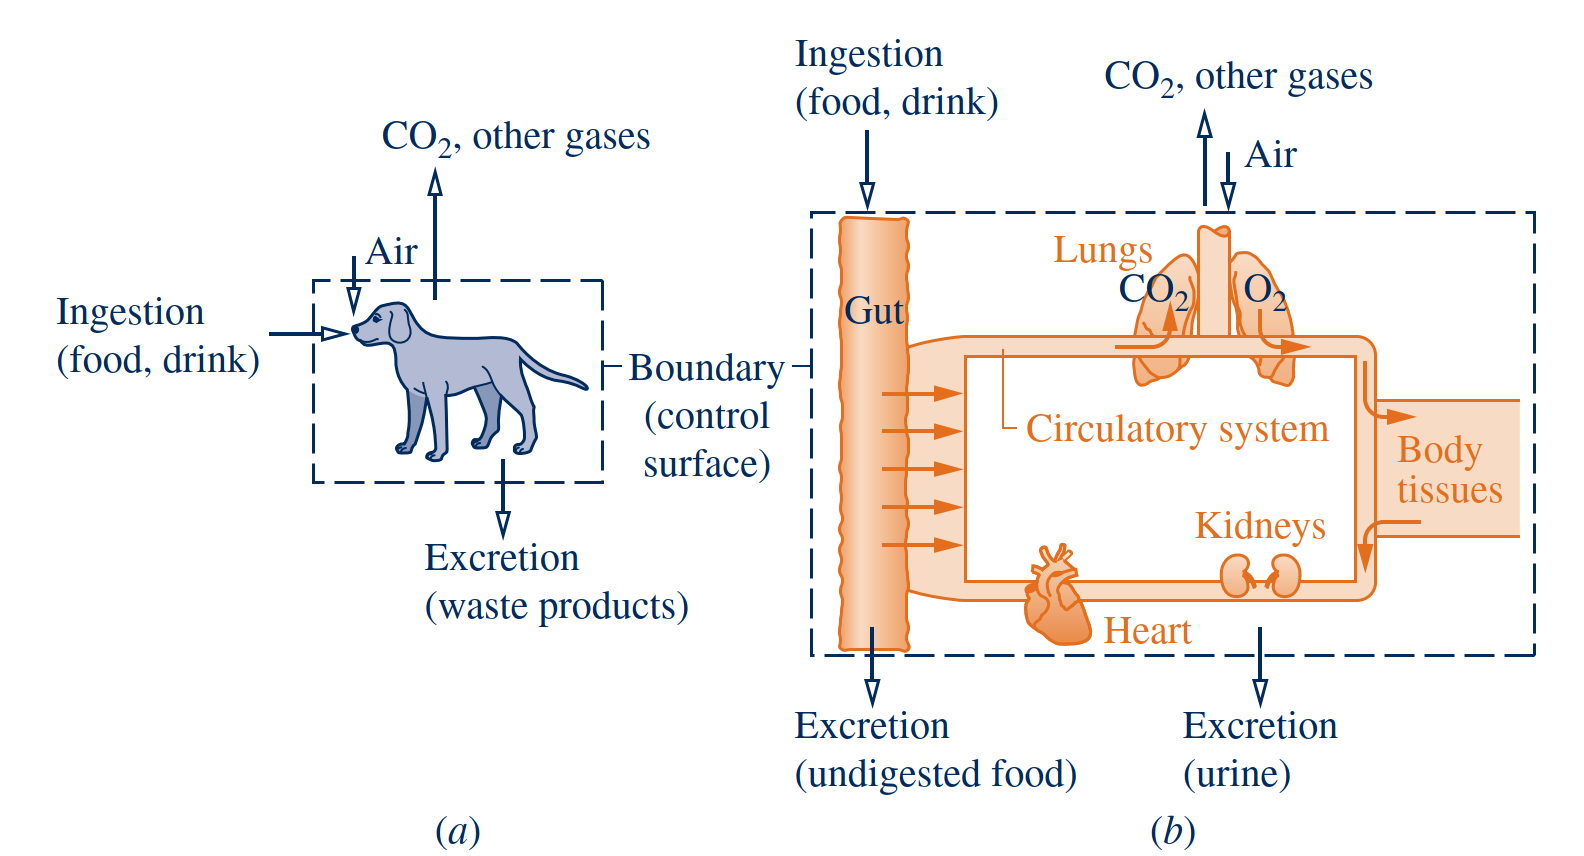 CO₂, other gases
Air
Ingestion
(food, drink)
Excretion
(waste products)
Boundary
(control
surface)
(a)
Ingestion
(food, drink)
CO₂, other gases
Air
Lungs
CO₂
O₂
Gut
Circulatory system
Body
tissues
Kidneys
Heart
Excretion
(undigested food)
Excretion
(urine)
(b)